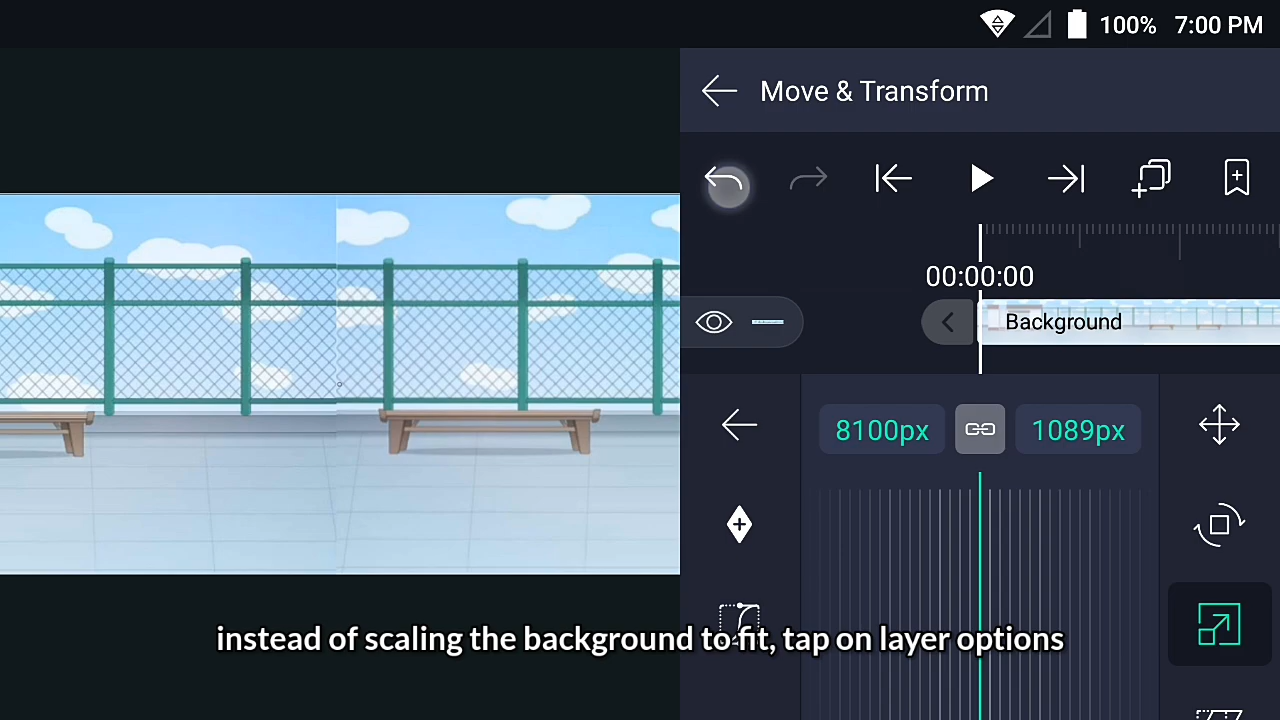 100% 7:00 PM
Move & Transform
00:00:00
Background
8100px 1089px
instead of scaling the background to fit, tap on layer options